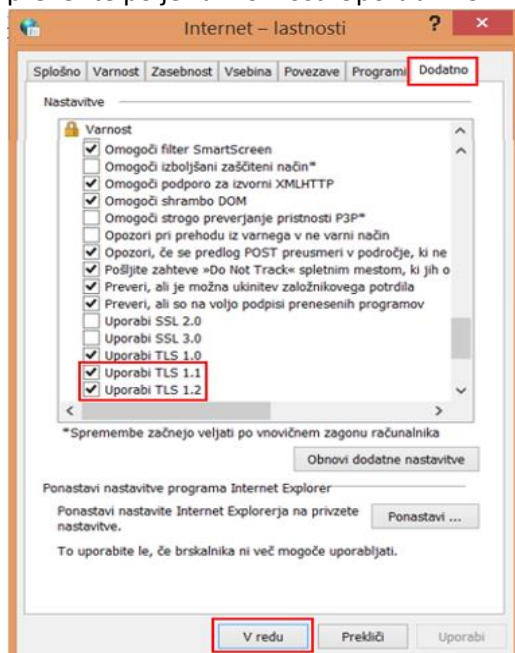 Internet – lastnosti ? ×
Splošno Varnost Zasebnost Vsebina Povezave Programi Dodatno
Nastavitve
Varnost
Omogoči filter SmartScreen
Omogoči izboljšani zaščiteni način*
Omogoči podporo za izvorni XMLHTTP
Omogoči shrambo DOM
Omogoči strogo preverjanje pristnosti P3P*
Opozori pri prehodu iz varnega v ne varni način
Opozori, če se predlog POST preusmeri v področje, ki ne
Pošljite zahteve »Do Not Track« spletnim mestom, ki jih o
Preveri, ali je možna ukinitev založnikovega potrdila
Preveri, ali so na voljo podpisi prenesenih programov
Uporabi SSL 2.0
Uporabi SSL 3.0
Uporabi TLS 1.0
Uporabi TLS 1.1
Uporabi TLS 1.2
*Spremembe začnejo veljati po vnovičnem zagonu računalnika
Obnovi dodatne nastavitve
Ponastavi nastavitve programa Internet Explorer
Ponastavi nastavite Internet Explorerja na privzete
nastavitve.
Ponastavi ...
To uporabite le, če brskalnika ni več mogoče uporabljati.
V redu Prekliči Uporabi